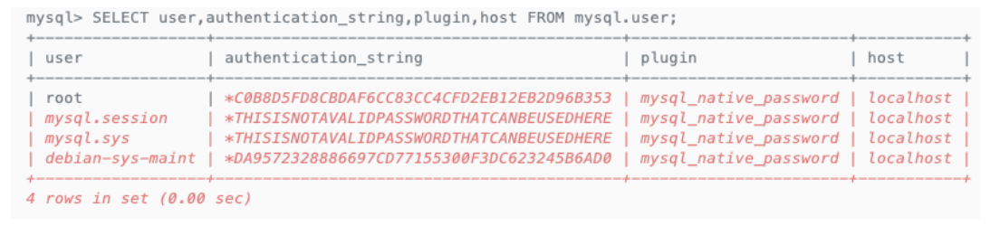 mysql> SELECT user,authentication_string,plugin,host FROM mysql.user;
+------------------+-------------------------------------------+-----------------------+-----------+
| user | authentication_string | plugin | host |
+------------------+-------------------------------------------+-----------------------+-----------+
| root | *C0B8D5FD8CBDAF6CC83CC4CFD2EB12EB2D96B353 | mysql_native_password | localhost |
| mysql.session | *THISISNOTAVALIDPASSWORDTHATCANBEUSEDHERE | mysql_native_password | localhost |
| mysql.sys | *THISISNOTAVALIDPASSWORDTHATCANBEUSEDHERE | mysql_native_password | localhost |
| debian-sys-maint | *DA9572328886697CD77155300F3DC623245B6AD0 | mysql_native_password | localhost |
+------------------+-------------------------------------------+-----------------------+-----------+
4 rows in set (0.00 sec)